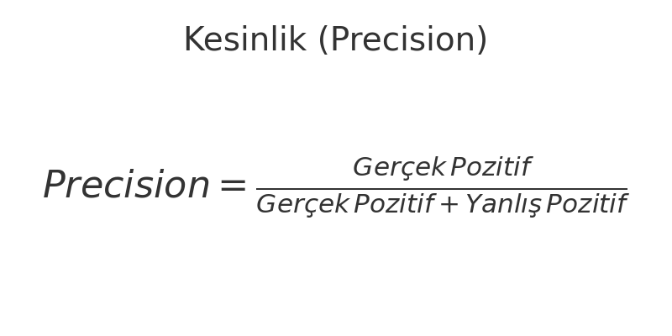 Kesinlik (Precision)
Precision = Gerçek Pozitif / Gerçek Pozitif + Yanlış Pozitif